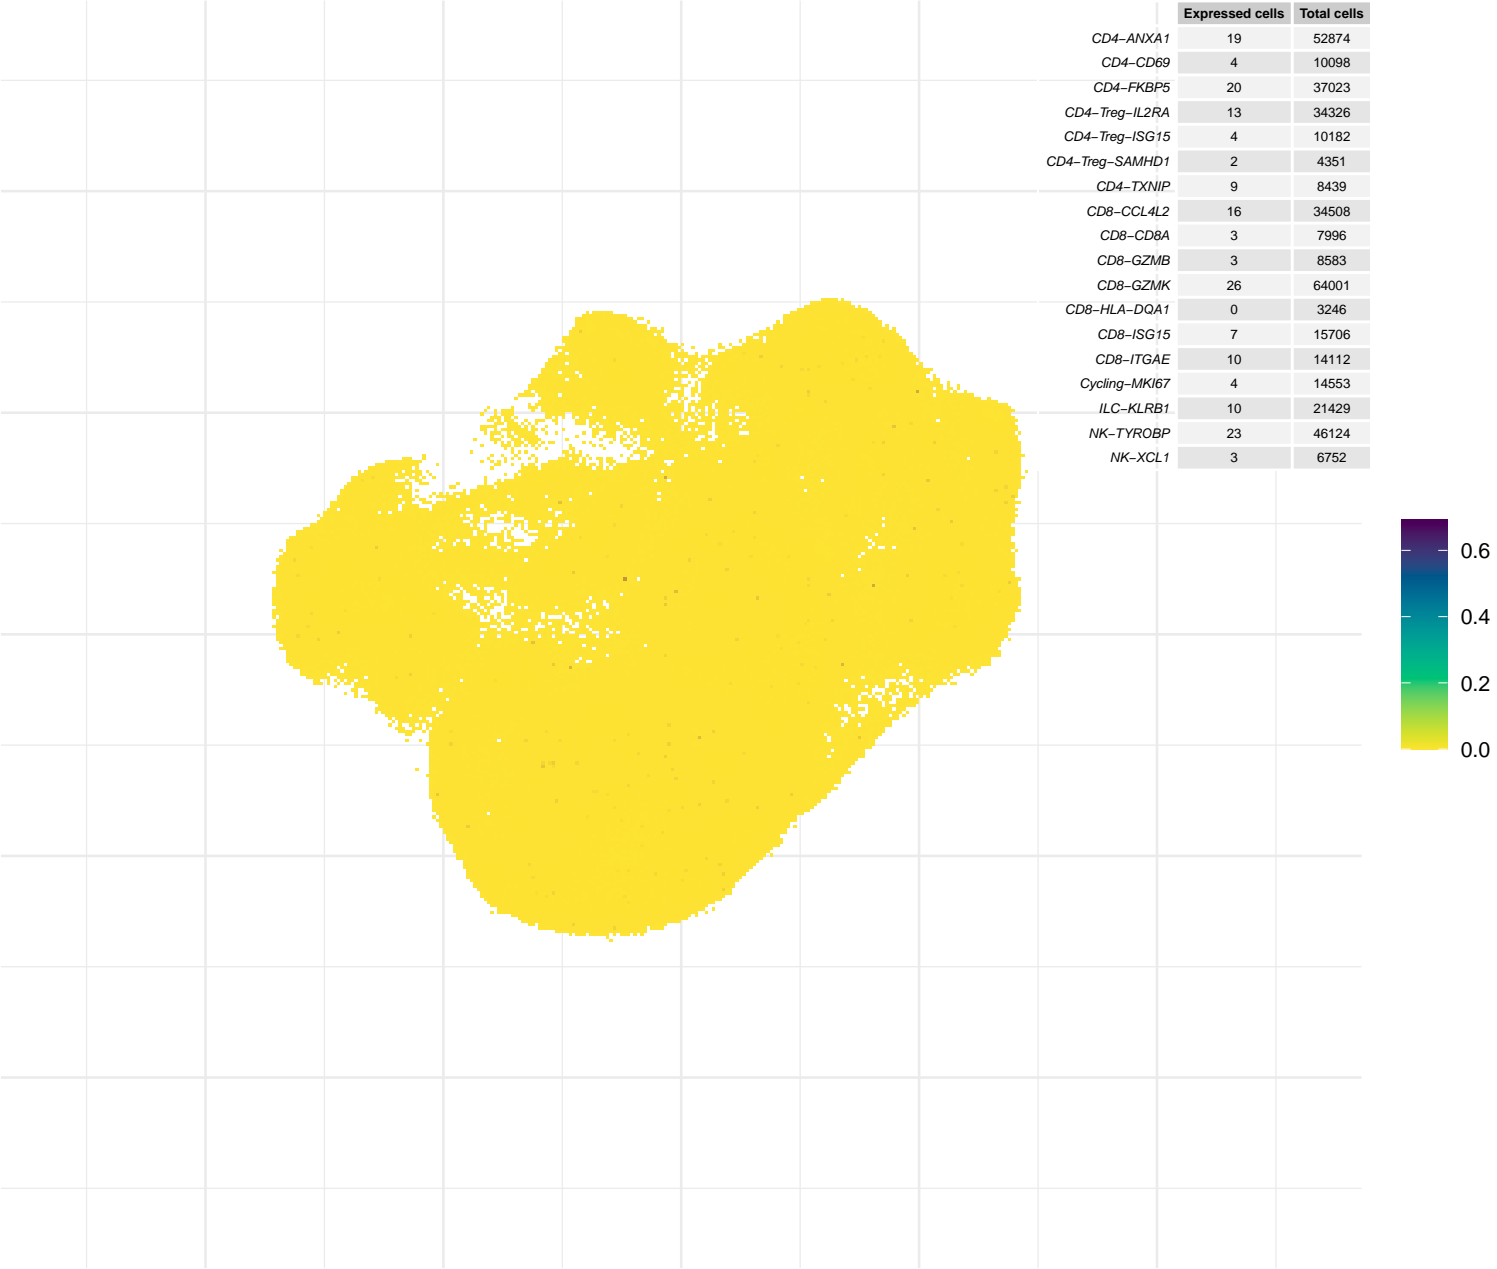 Expressed cells Total cells
CD4−ANXA1 19 52874
CD4−CD69 4 10098
CD4−FKBP5 20 37023
CD4−Treg−IL2RA 13 34326
CD4−Treg−ISG15 4 10182
CD4−Treg−SAMHD1 2 4351
CD4−TXNIP 9 8439
CD8−CCL4L2 16 34508
CD8−CD8A 3 7996
CD8−GZMB 3 8583
CD8−GZMK 26 64001
CD8−HLA−DQA1 0 3246
CD8−ISG15 7 15706
CD8−ITGAE 10 14112
Cycling−MKI67 4 14553
ILC−KLRB1 10 21429
NK−TYROBP 23 46124
NK−XCL1 3 6752
0.6
0.4
0.2
0.0